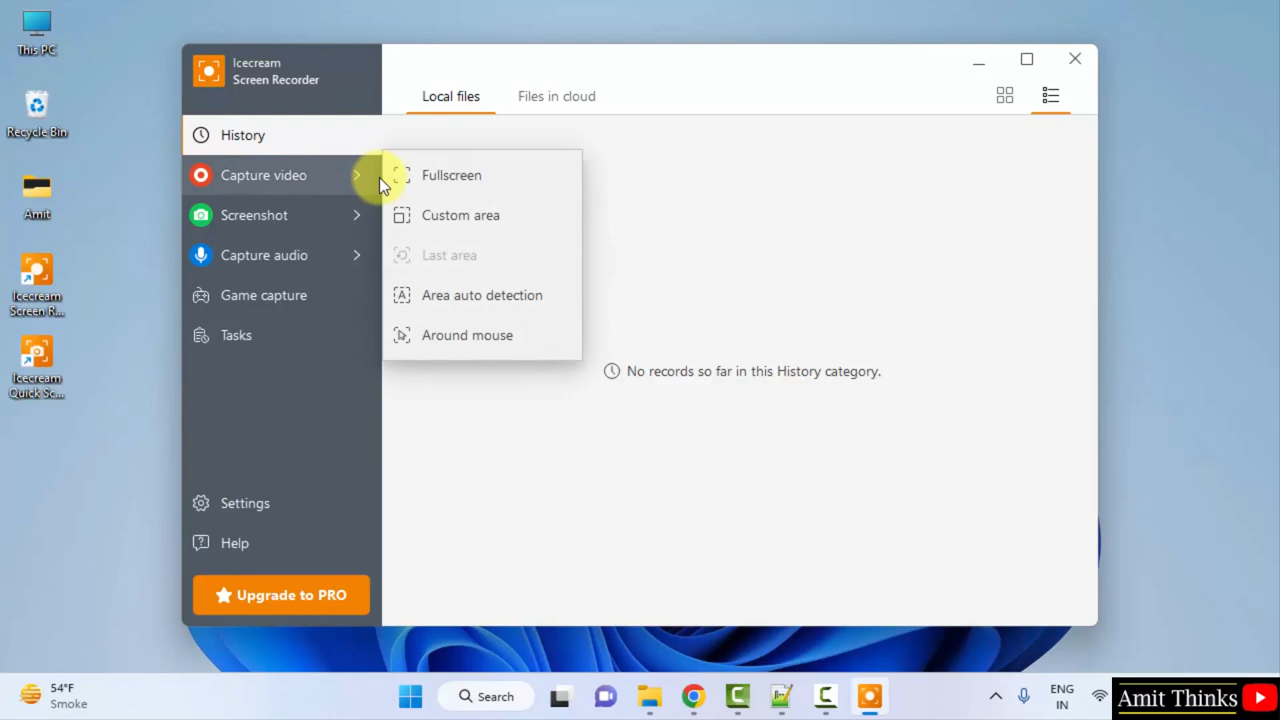 This PC
Recycle Bin
Amit
Icecream
Screen R...
Icecream
Quick Sc...
Icecream
Screen Recorder
Local files
Files in cloud
History
Capture video
Screenshot
Capture audio
Game capture
Tasks
Fullscreen
Custom area
Last area
Area auto detection
Around mouse
No records so far in this History category.
Settings
Help
Upgrade to PRO
54°F
Smoke
Search
ENG
IN
Amit Thinks